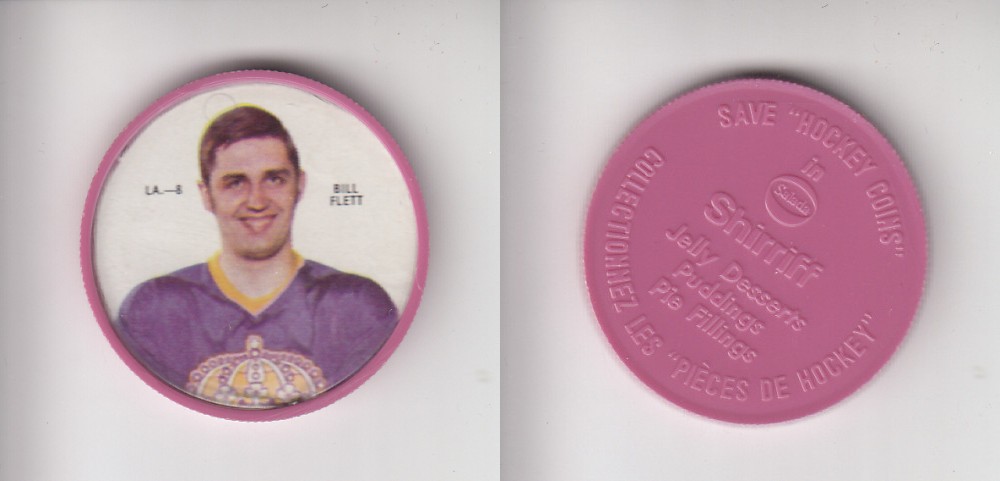 LA.—8
BILL
FLETT
SAVE "HOCKEY COINS"
in
Salada
Shirriff
Jelly Desserts
Puddings
Pie Fillings
COLLECTIONNEZ LES "PIÈCES DE HOCKEY"